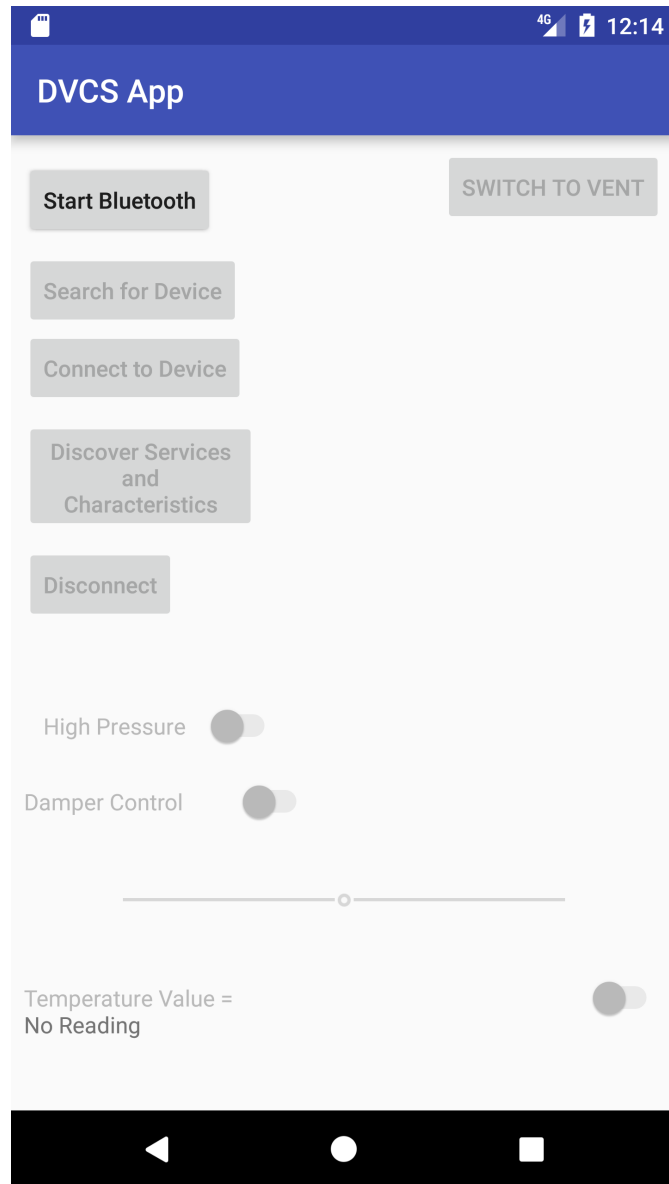 4G 12:14
DVCS App
Start Bluetooth
SWITCH TO VENT
Search for Device
Connect to Device
Discover Services
and
Characteristics
Disconnect
High Pressure
Damper Control
Temperature Value =
No Reading